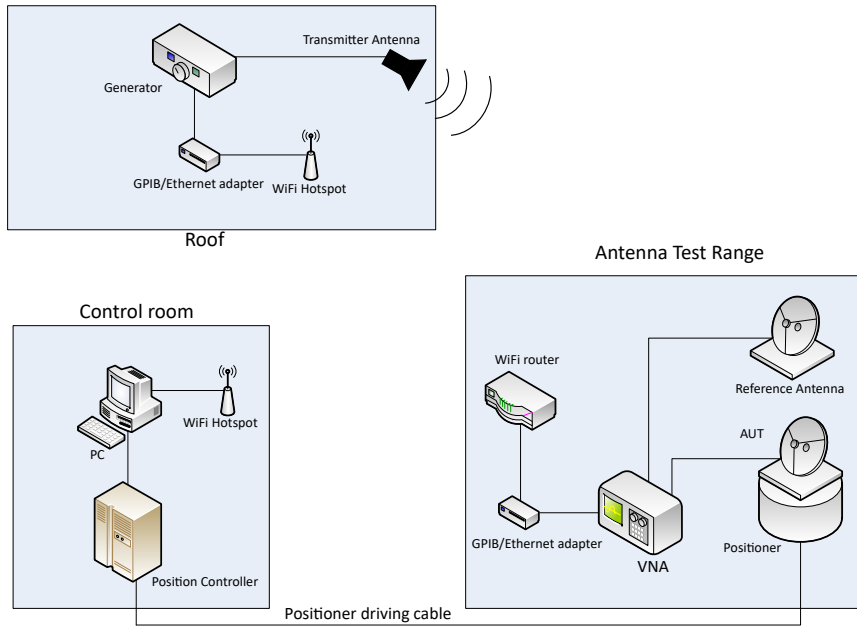 Transmitter Antenna
Generator
GPIB/Ethernet adapter
WiFi Hotspot
Roof
Antenna Test Range
Control room
WiFi router
Reference Antenna
WiFi Hotspot
AUT
PC
GPIB/Ethernet adapter
Positioner
VNA
Position Controller
Positioner driving cable